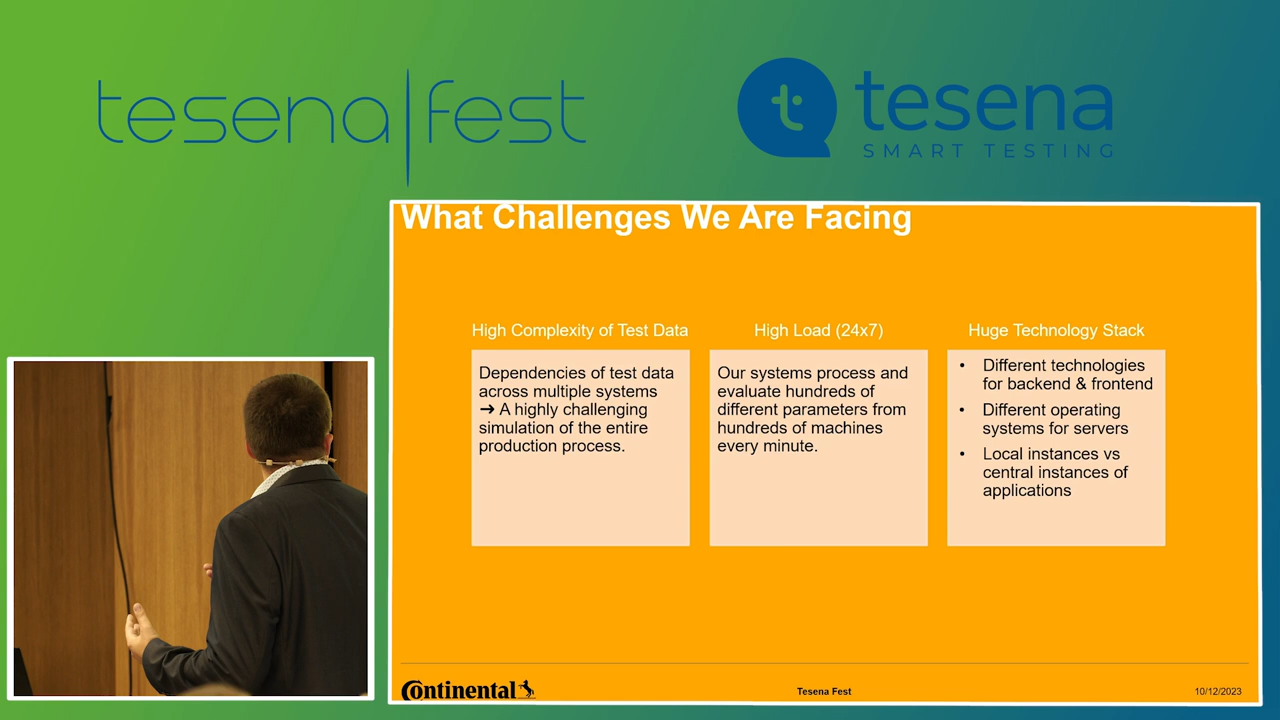 tesena|fest
tesena
SMART TESTING
What Challenges We Are Facing
High Complexity of Test Data
Dependencies of test data
across multiple systems
→ A highly challenging
simulation of the entire
production process.
High Load (24x7)
Our systems process and
evaluate hundreds of
different parameters from
hundreds of machines
every minute.
Huge Technology Stack
• Different technologies
for backend & frontend
• Different operating
systems for servers
• Local instances vs
central instances of
applications
Continental
Tesena Fest
10/12/2023